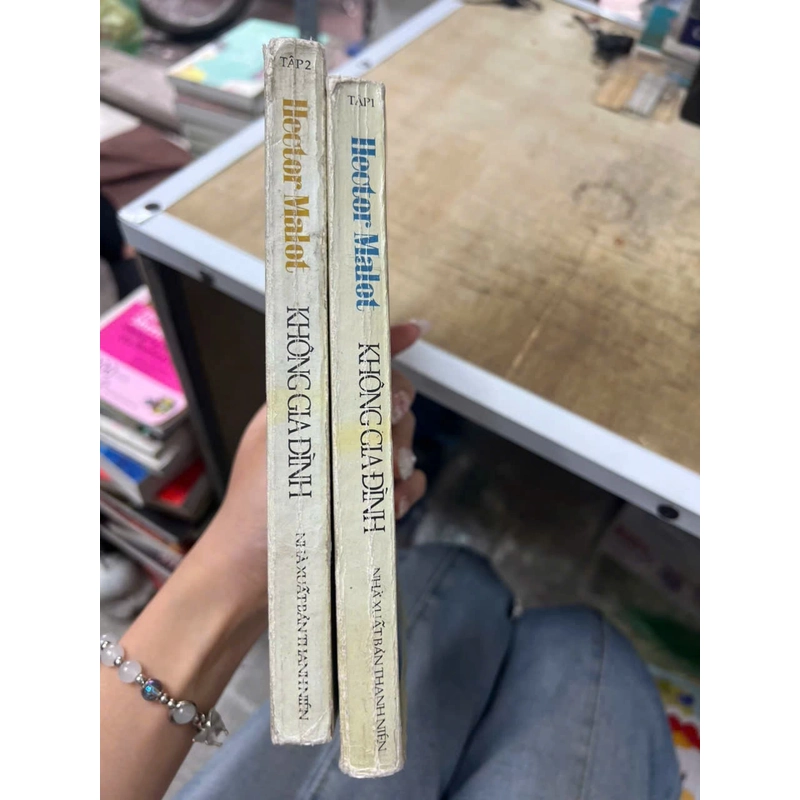 TẬP 2
Hector Malot
KHÔNG GIA ĐÌNH
NHÀ XUẤT BẢN THANH NIÊN
TẬP 1
Hector Malot
KHÔNG GIA ĐÌNH
NHÀ XUẤT BẢN THANH NIÊN